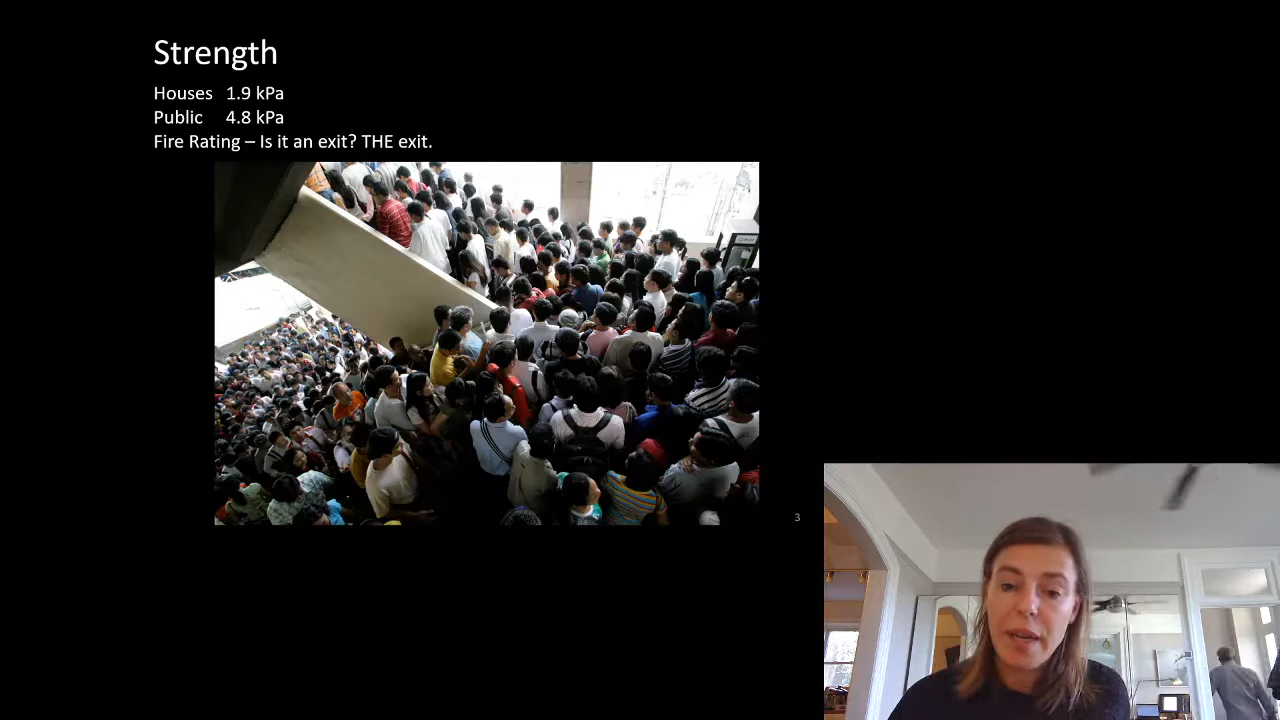 Strength
Houses 1.9 kPa
Public 4.8 kPa
Fire Rating – Is it an exit? THE exit.
3